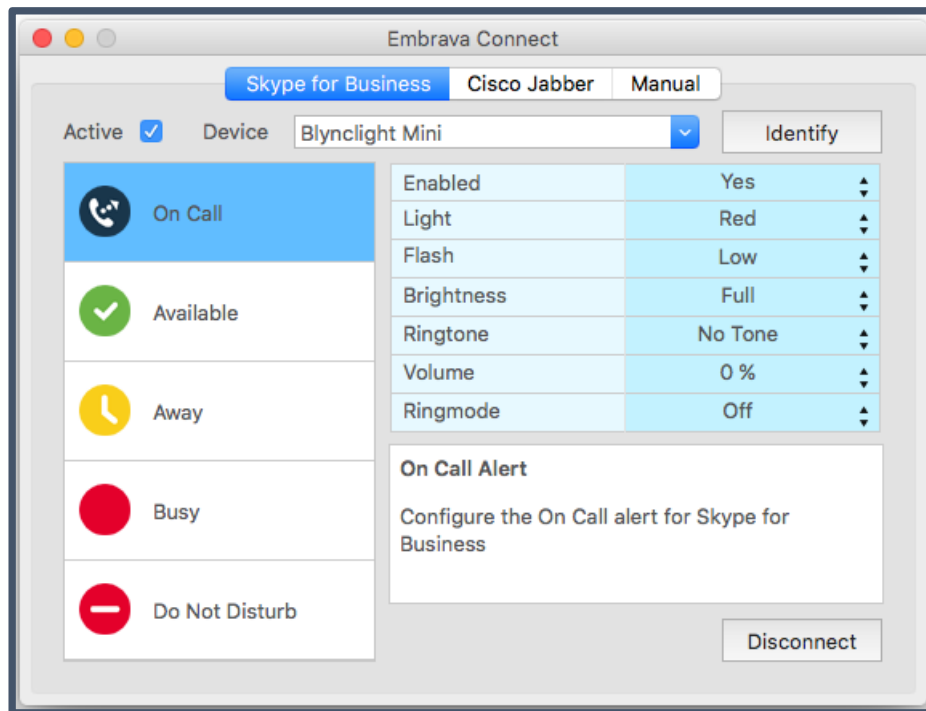 Embrava Connect
Skype for Business Cisco Jabber Manual
Active Device Blynclight Mini Identify
On Call
Available
Away
Busy
Do Not Disturb
Enabled Yes
Light Red
Flash Low
Brightness Full
Ringtone No Tone
Volume 0 %
Ringmode Off
On Call Alert
Configure the On Call alert for Skype for
Business
Disconnect